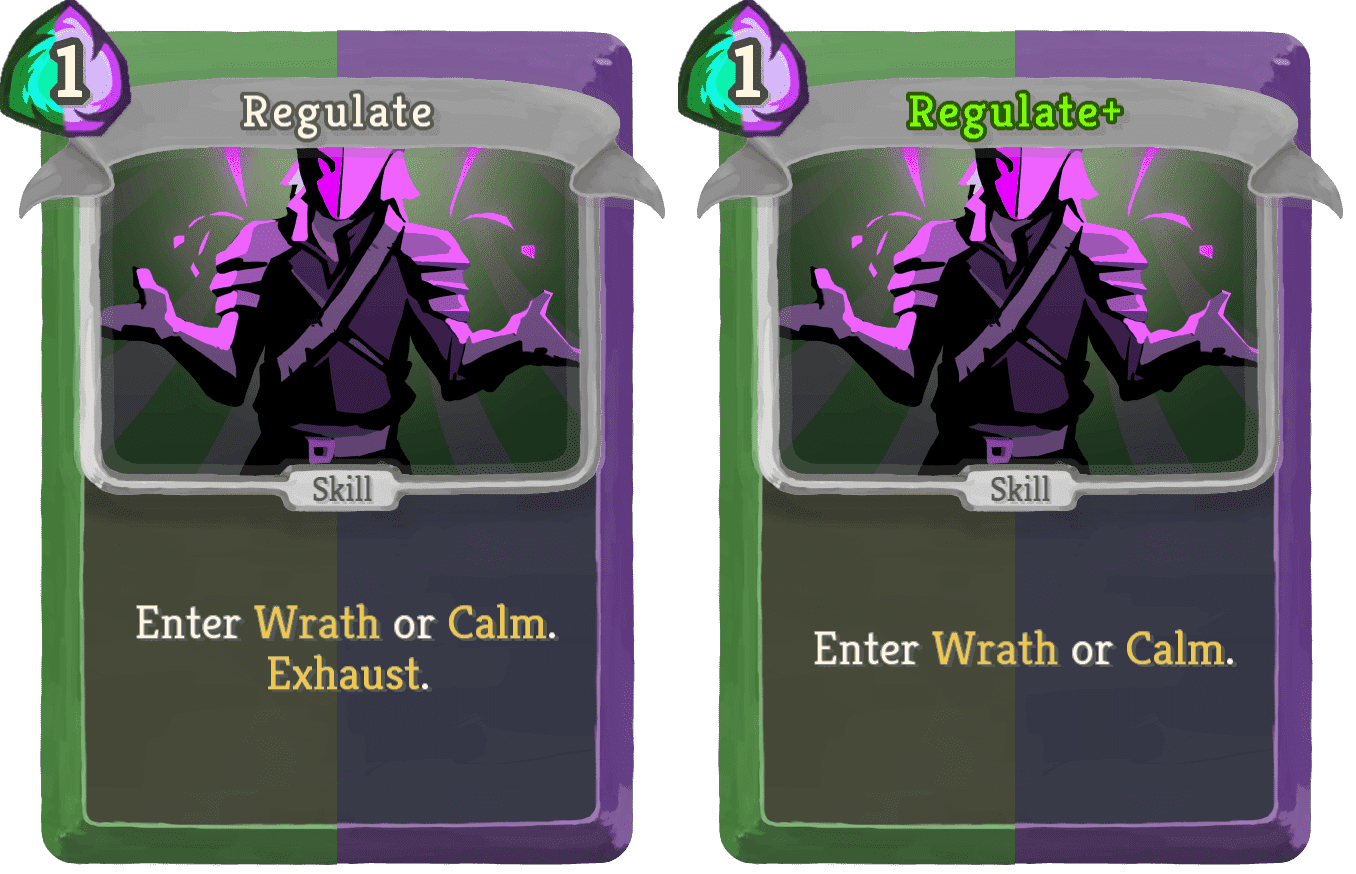 1
Regulate
Skill
Enter Wrath or Calm.
Exhaust.
1
Regulate+
Skill
Enter Wrath or Calm.